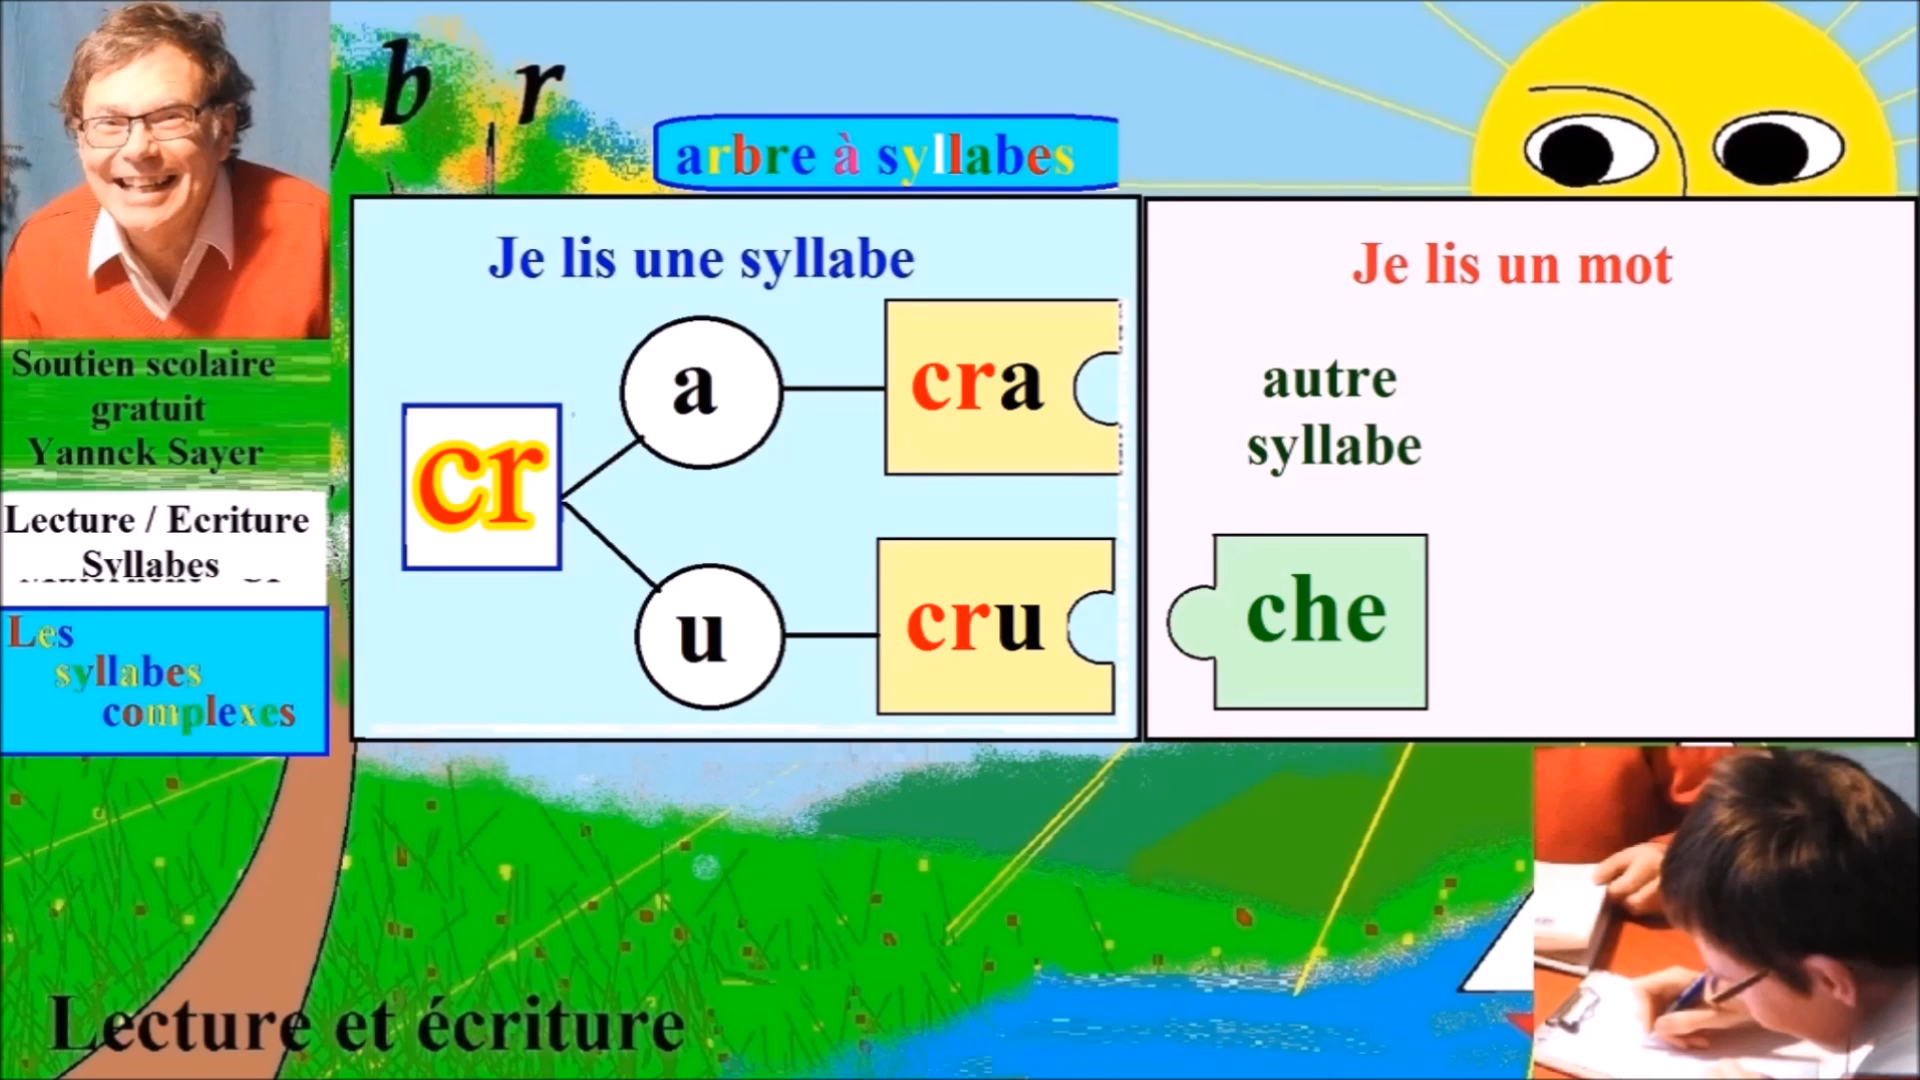 b r
arbre à syllabes
Soutien scolaire
gratuit
Yannck Sayer
Lecture / Ecriture
Syllabes
Les
syllabes
complexes
Je lis une syllabe
cr
a
cra
u
cru
Je lis un mot
autre
syllabe
che
Lecture et écriture